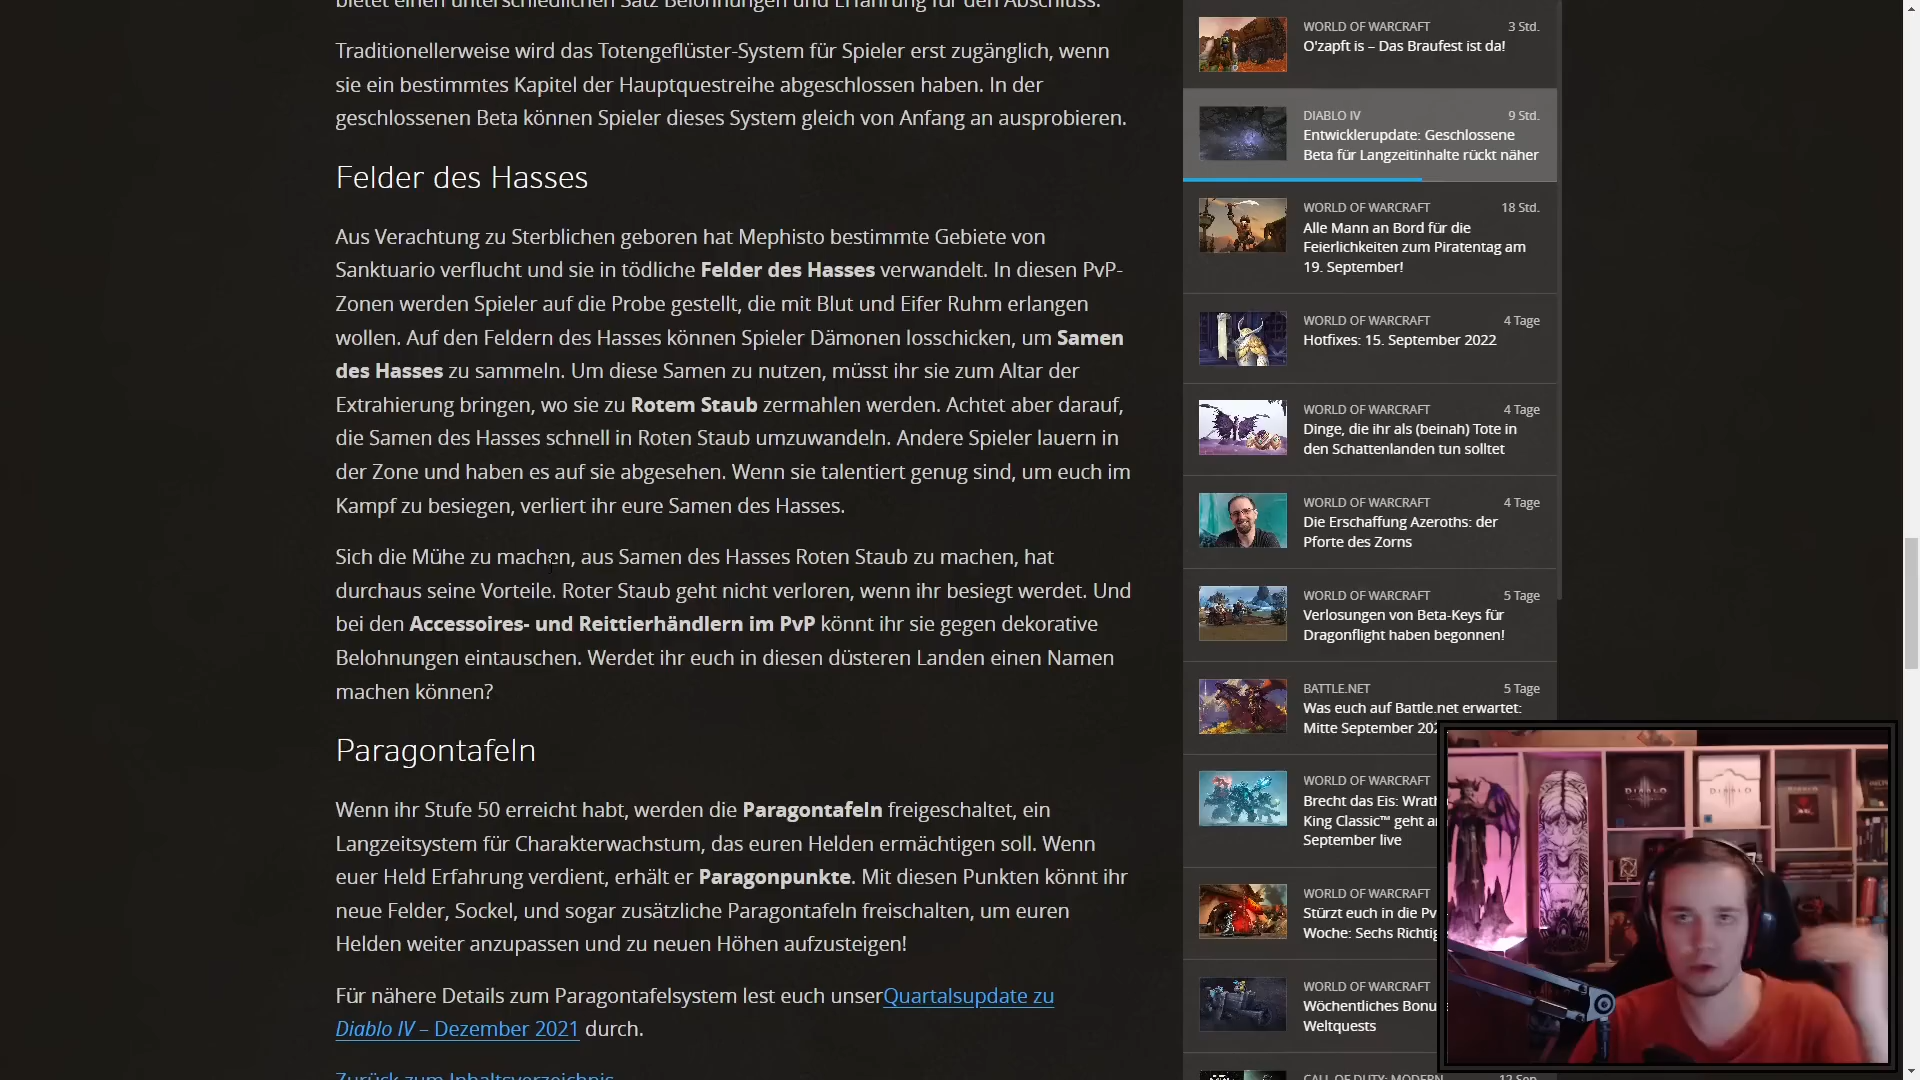 bietet einen unterschiedlichen Satz Belohnungen und Erfahrung für den Abschluss.
Traditionellerweise wird das Totengeflüster-System für Spieler erst zugänglich, wenn
sie ein bestimmtes Kapitel der Hauptquestreihe abgeschlossen haben. In der
geschlossenen Beta können Spieler dieses System gleich von Anfang an ausprobieren.
Felder des Hasses
Aus Verachtung zu Sterblichen geboren hat Mephisto bestimmte Gebiete von
Sanktuario verflucht und sie in tödliche Felder des Hasses verwandelt. In diesen PvP-
Zonen werden Spieler auf die Probe gestellt, die mit Blut und Eifer Ruhm erlangen
wollen. Auf den Feldern des Hasses können Spieler Dämonen losschicken, um Samen
des Hasses zu sammeln. Um diese Samen zu nutzen, müsst ihr sie zum Altar der
Extrahierung bringen, wo sie zu Rotem Staub zermahlen werden. Achtet aber darauf,
die Samen des Hasses schnell in Roten Staub umzuwandeln. Andere Spieler lauern in
der Zone und haben es auf sie abgesehen. Wenn sie talentiert genug sind, um euch im
Kampf zu besiegen, verliert ihr eure Samen des Hasses.
Sich die Mühe zu machen, aus Samen des Hasses Roten Staub zu machen, hat
durchaus seine Vorteile. Roter Staub geht nicht verloren, wenn ihr besiegt werdet. Und
bei den Accessoires- und Reittierhändlern im PvP könnt ihr sie gegen dekorative
Belohnungen eintauschen. Werdet ihr euch in diesen düsteren Landen einen Namen
machen können?
Paragontafeln
Wenn ihr Stufe 50 erreicht habt, werden die Paragontafeln freigeschaltet, ein
Langzeitsystem für Charakterwachstum, das euren Helden ermächtigen soll. Wenn
euer Held Erfahrung verdient, erhält er Paragonpunkte. Mit diesen Punkten könnt ihr
neue Felder, Sockel, und sogar zusätzliche Paragontafeln freischalten, um euren
Helden weiter anzupassen und zu neuen Höhen aufzusteigen!
Für nähere Details zum Paragontafelsystem lest euch unserQuartalsupdate zu
Diablo IV – Dezember 2021 durch.
Zurück zum Inhaltsverzeichnis
WORLD OF WARCRAFT 3 Std.
O'zapft is – Das Braufest ist da!
DIABLO IV 9 Std.
Entwicklerupdate: Geschlossene
Beta für Langzeitinhalte rückt näher
WORLD OF WARCRAFT 18 Std.
Alle Mann an Bord für die
Feierlichkeiten zum Piratentag am
19. September!
WORLD OF WARCRAFT 4 Tage
Hotfixes: 15. September 2022
WORLD OF WARCRAFT 4 Tage
Dinge, die ihr als (beinah) Tote in
den Schattenlanden tun solltet
WORLD OF WARCRAFT 4 Tage
Die Erschaffung Azeroths: der
Pforte des Zorns
WORLD OF WARCRAFT 5 Tage
Verlosungen von Beta-Keys für
Dragonflight haben begonnen!
BATTLE.NET 5 Tage
Was euch auf Battle.net erwartet:
Mitte September 202
WORLD OF WARCRAFT
Brecht das Eis: Wrath
King Classic™ geht a
September live
WORLD OF WARCRAFT
Stürzt euch in die Pv
Woche: Sechs Richtig
WORLD OF WARCRAFT
Wöchentliches Bonu
Weltquests
CALL OF DUTY: MODERN 12 Sep
DIABLO
DIABLO